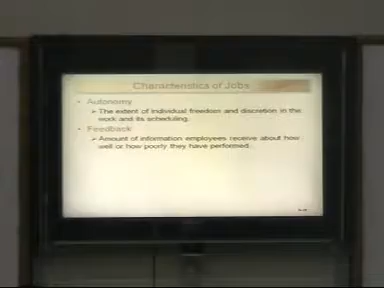 Characteristics of Jobs
• Autonomy
➢ The extent of individual freedom and discretion in the
work and its scheduling.
• Feedback
➢ Amount of information employees receive about how
well or how poorly they have performed.